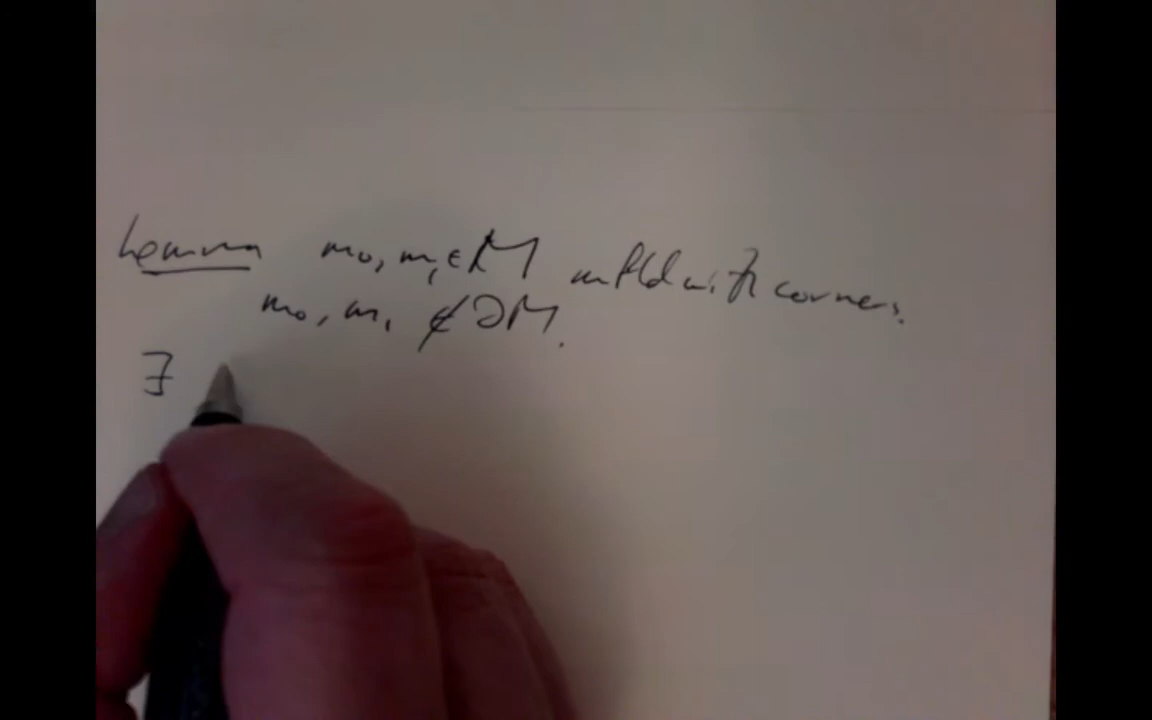 Lemma m₀, m₁ ∈ M mfld with corners.
m₀, m₁ ∉ ∂M.
∃